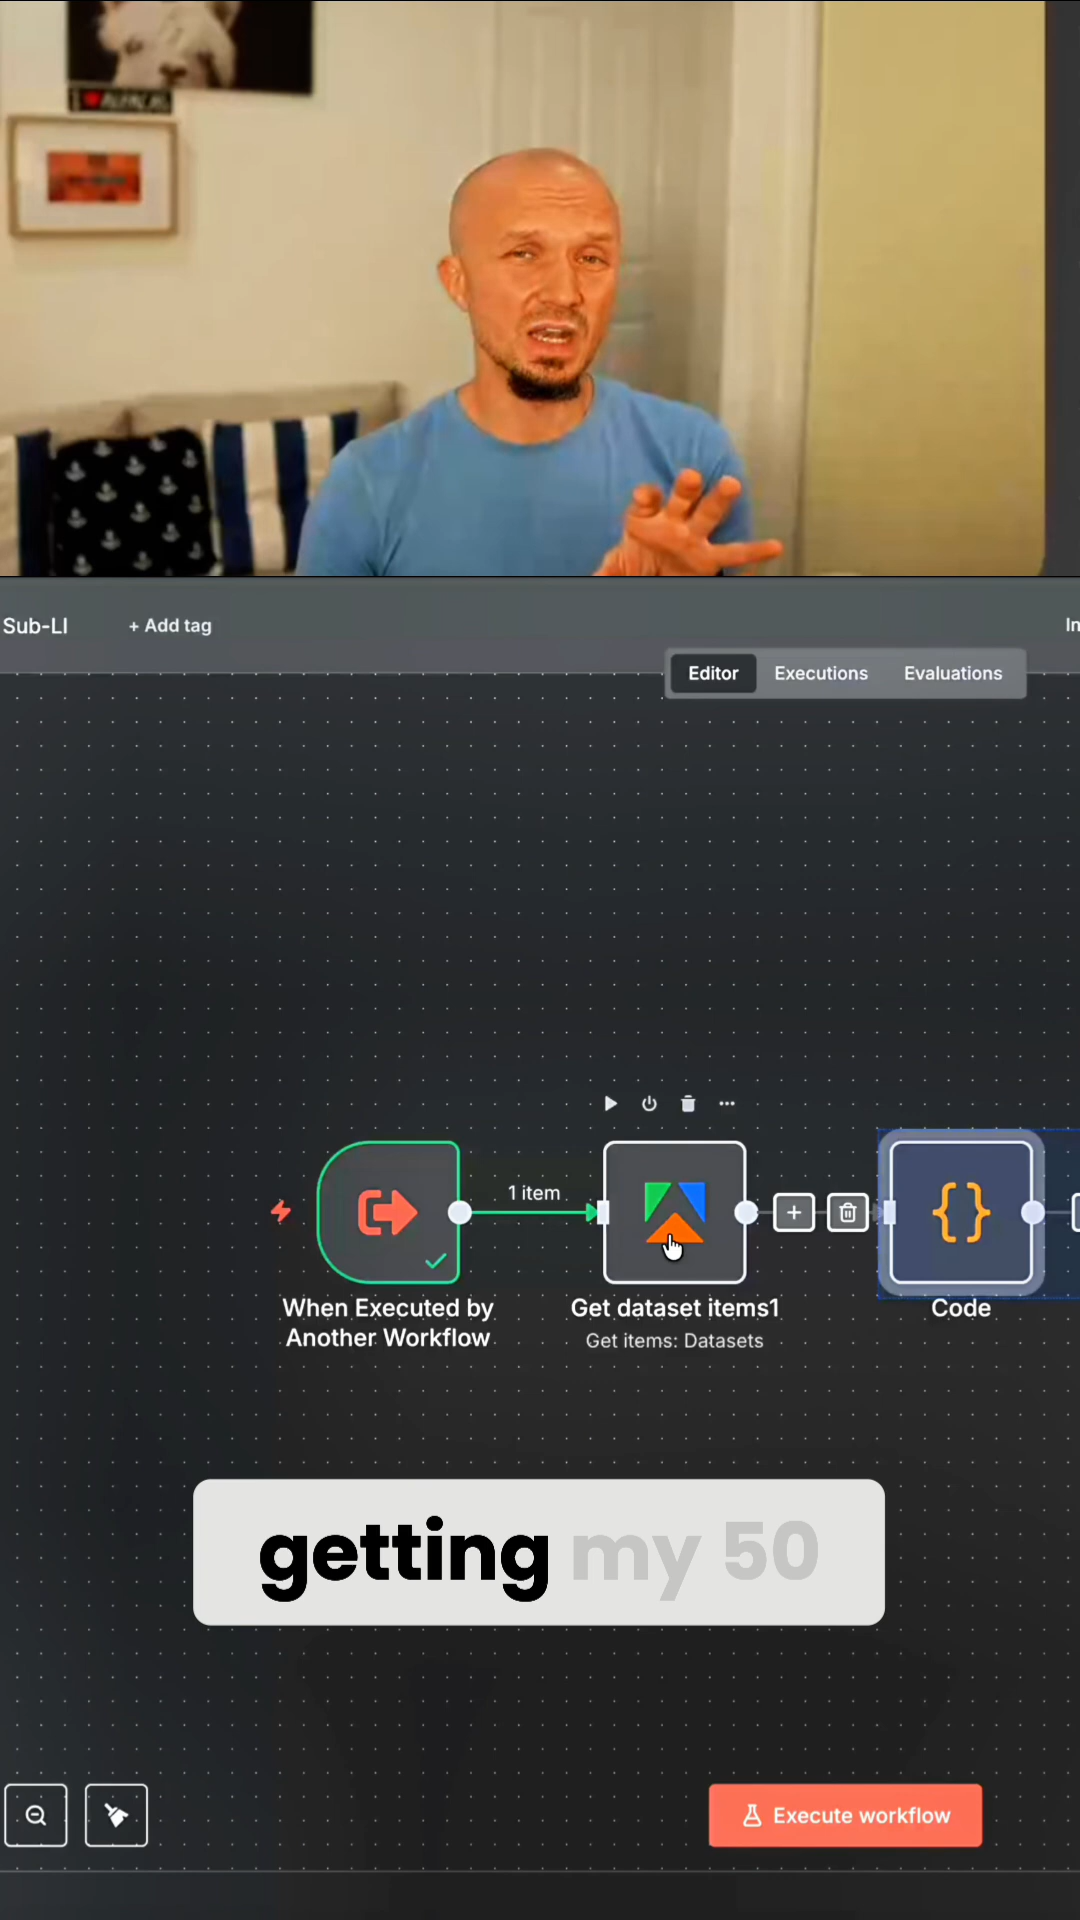 I ♥ ALPACAS
Sub-LI
+ Add tag
In
Editor
Executions
Evaluations
1 item
When Executed by
Another Workflow
Get dataset items1
Get items: Datasets
Code
getting my 50
Execute workflow